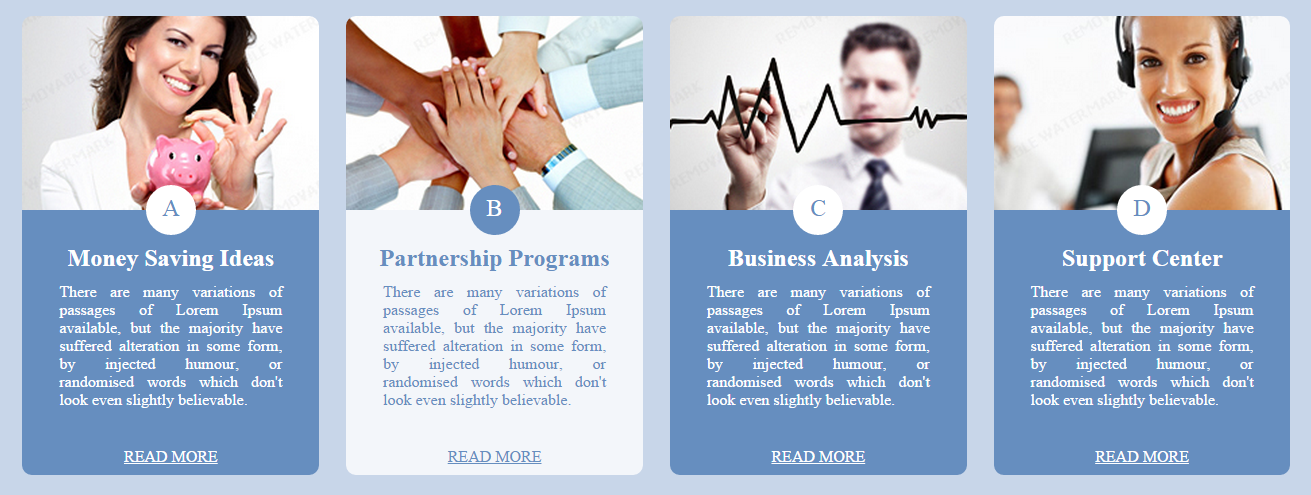 A
Money Saving Ideas
There are many variations of
passages of Lorem Ipsum
available, but the majority have
suffered alteration in some form,
by injected humour, or
randomised words which don't
look even slightly believable.
READ MORE
B
Partnership Programs
There are many variations of
passages of Lorem Ipsum
available, but the majority have
suffered alteration in some form,
by injected humour, or
randomised words which don't
look even slightly believable.
READ MORE
C
Business Analysis
There are many variations of
passages of Lorem Ipsum
available, but the majority have
suffered alteration in some form,
by injected humour, or
randomised words which don't
look even slightly believable.
READ MORE
D
Support Center
There are many variations of
passages of Lorem Ipsum
available, but the majority have
suffered alteration in some form,
by injected humour, or
randomised words which don't
look even slightly believable.
READ MORE